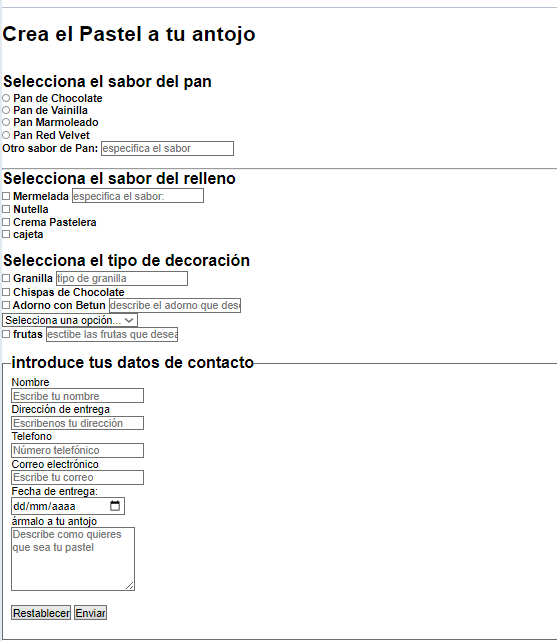 Crea el Pastel a tu antojo
Selecciona el sabor del pan
Pan de Chocolate
Pan de Vainilla
Pan Marmoleado
Pan Red Velvet
Otro sabor de Pan: especifica el sabor
Selecciona el sabor del relleno
Mermelada especifica el sabor:
Nutella
Crema Pastelera
cajeta
Selecciona el tipo de decoración
Granilla tipo de granilla
Chispas de Chocolate
Adorno con Betun describe el adorno que dese
Selecciona una opción...
frutas esctibe las frutas que desea
introduce tus datos de contacto
Nombre
Escribe tu nombre
Dirección de entrega
Escribenos tu dirección
Telefono
Número telefónico
Correo electrónico
Escribe tu correo
Fecha de entrega:
dd/mm/aaaa
ármalo a tu antojo
Describe como quieres
que sea tu pastel
Restablecer Enviar